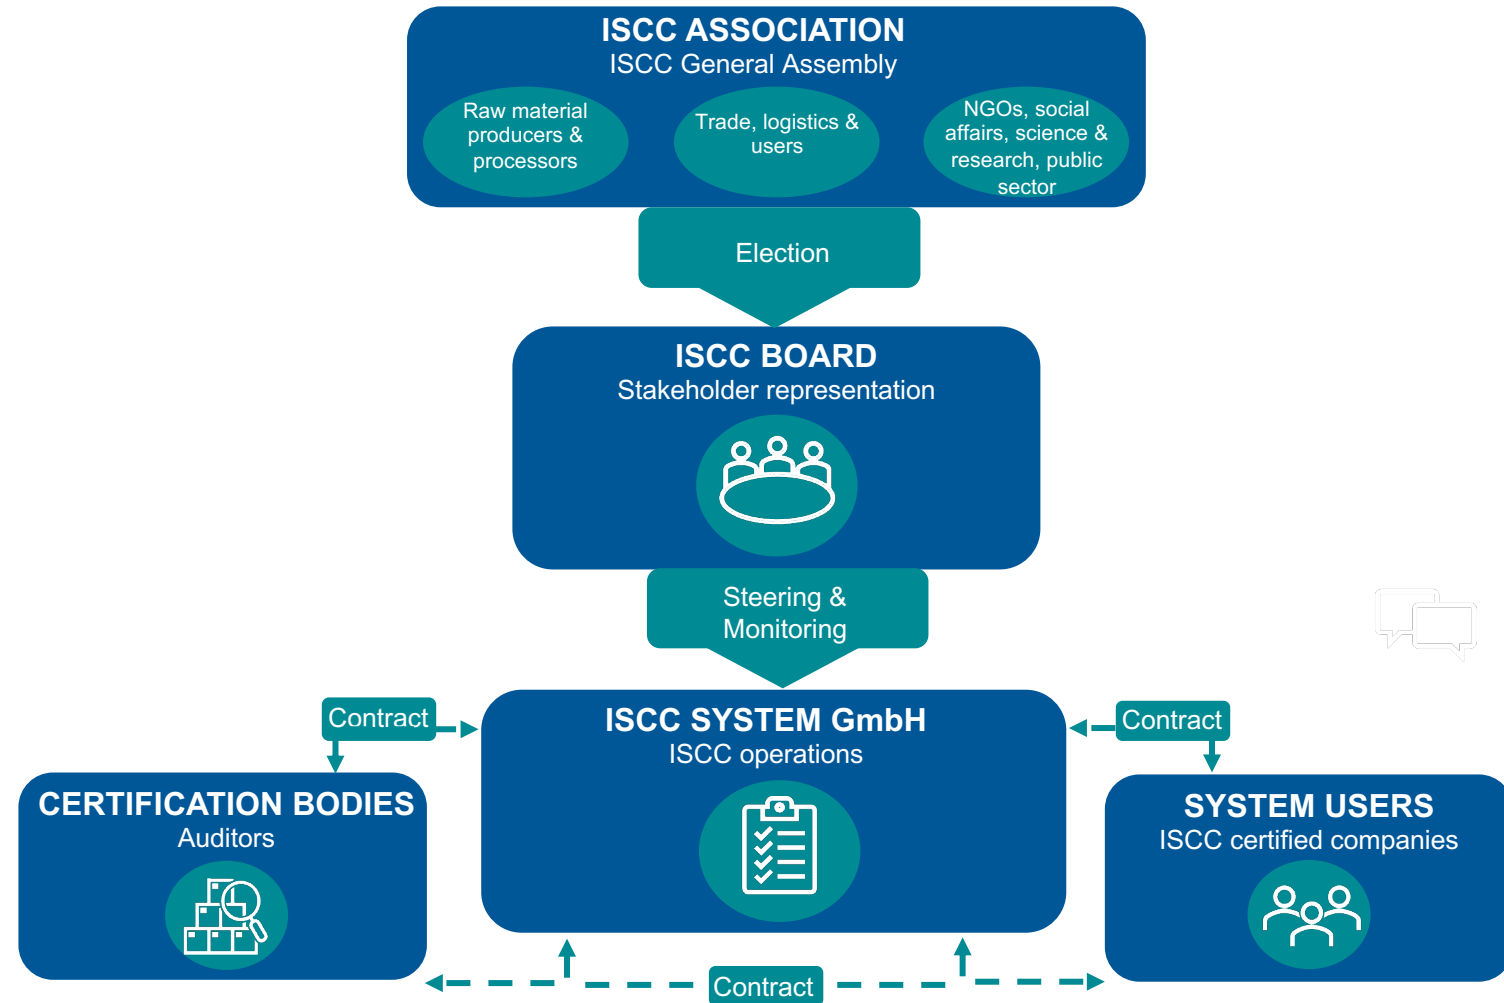 ISCC ASSOCIATION
ISCC General Assembly
Raw material
producers &
processors
Trade, logistics &
users
NGOs, social
affairs, science &
research, public
sector
Election
ISCC BOARD
Stakeholder representation
Steering &
Monitoring
Contract
ISCC SYSTEM GmbH
ISCC operations
Contract
CERTIFICATION BODIES
Auditors
SYSTEM USERS
ISCC certified companies
Contract